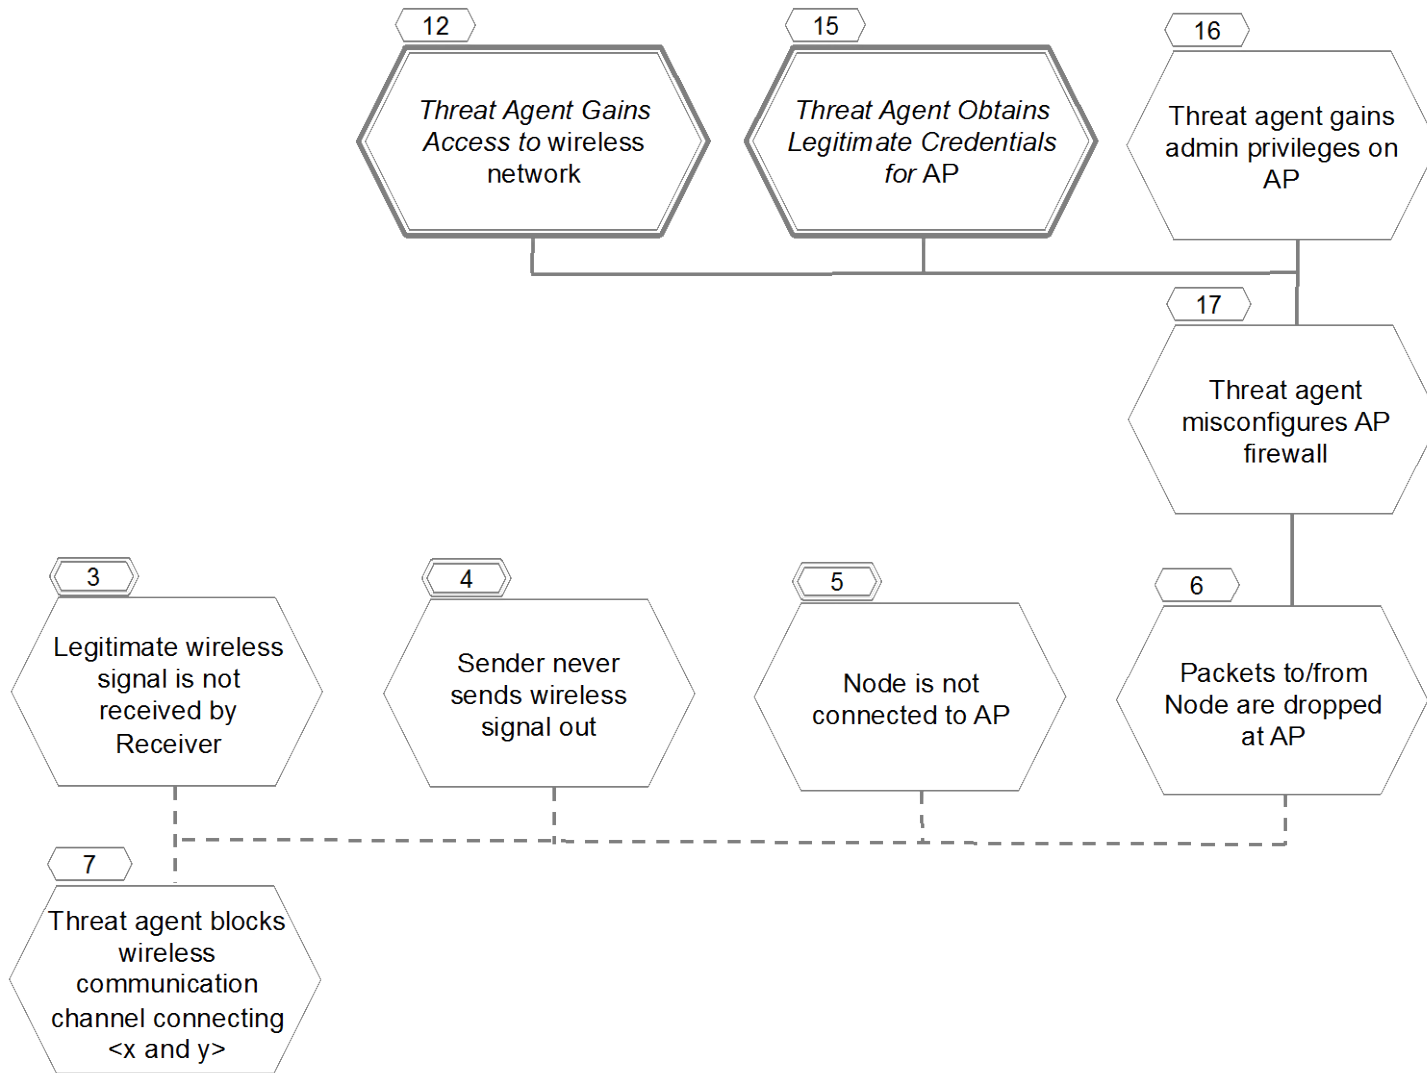 12
Threat Agent Gains
Access to wireless
network
15
Threat Agent Obtains
Legitimate Credentials
for AP
16
Threat agent gains
admin privileges on
AP
17
Threat agent
misconfigures AP
firewall
3
Legitimate wireless
signal is not
received by
Receiver
4
Sender never
sends wireless
signal out
5
Node is not
connected to AP
6
Packets to/from
Node are dropped
at AP
7
Threat agent blocks
wireless
communication
channel connecting
<x and y>